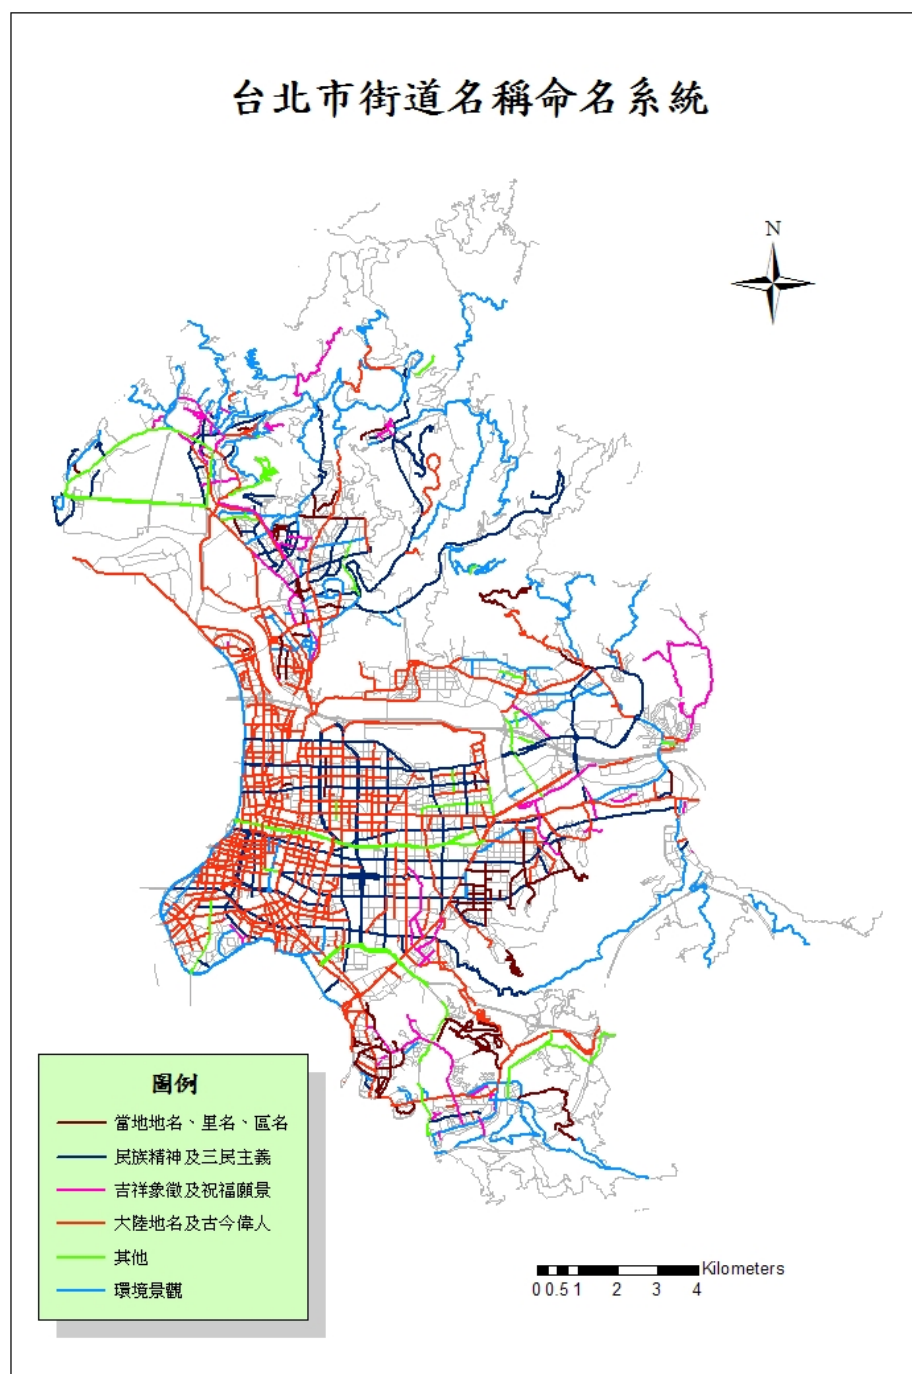 台北市街道名稱命名系統
N
圖例
當地地名、里名、區名
民族精神及三民主義
吉祥象徵及祝福願景
大陸地名及古今偉人
其他
環境景觀
Kilometers
0 0.5 1 2 3 4